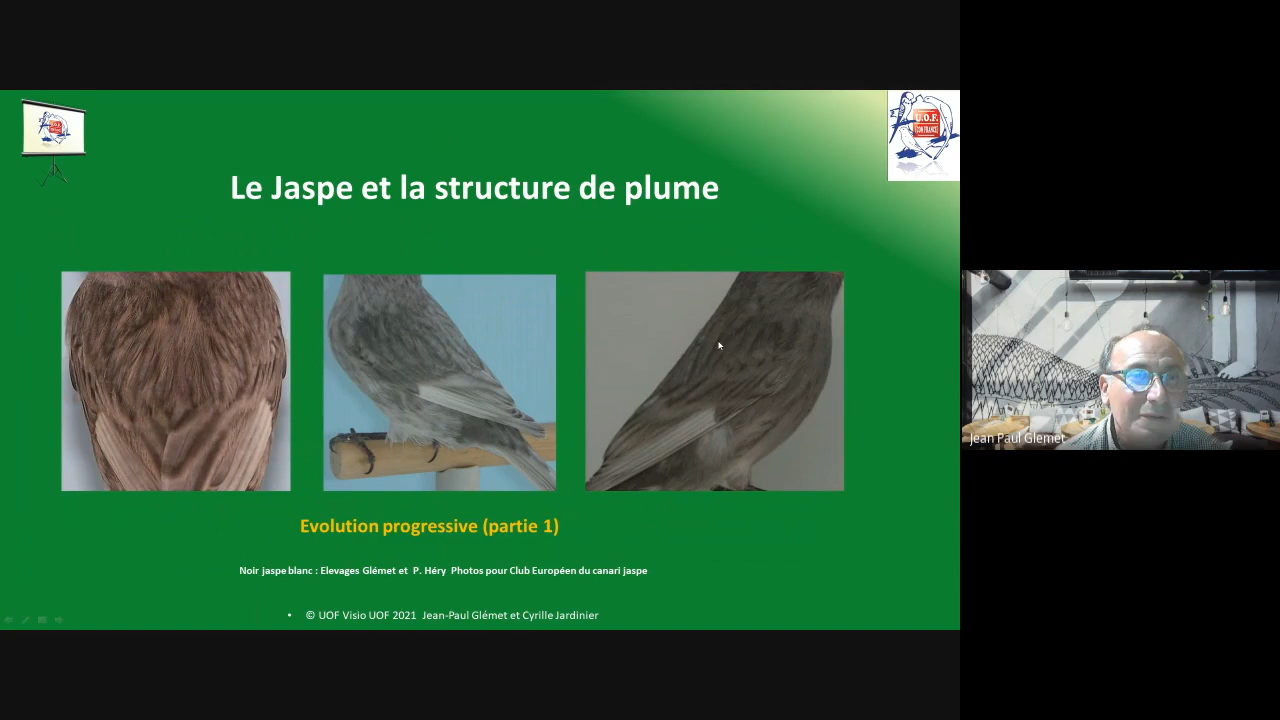 U.O.F.
COM FRANCE
Le Jaspe et la structure de plume
Evolution progressive (partie 1)
Noir jaspe blanc : Elevages Glémet et P. Héry Photos pour Club Européen du canari jaspe
• © UOF Visio UOF 2021 Jean-Paul Glémet et Cyrille Jardinier
Jean Paul Glemet